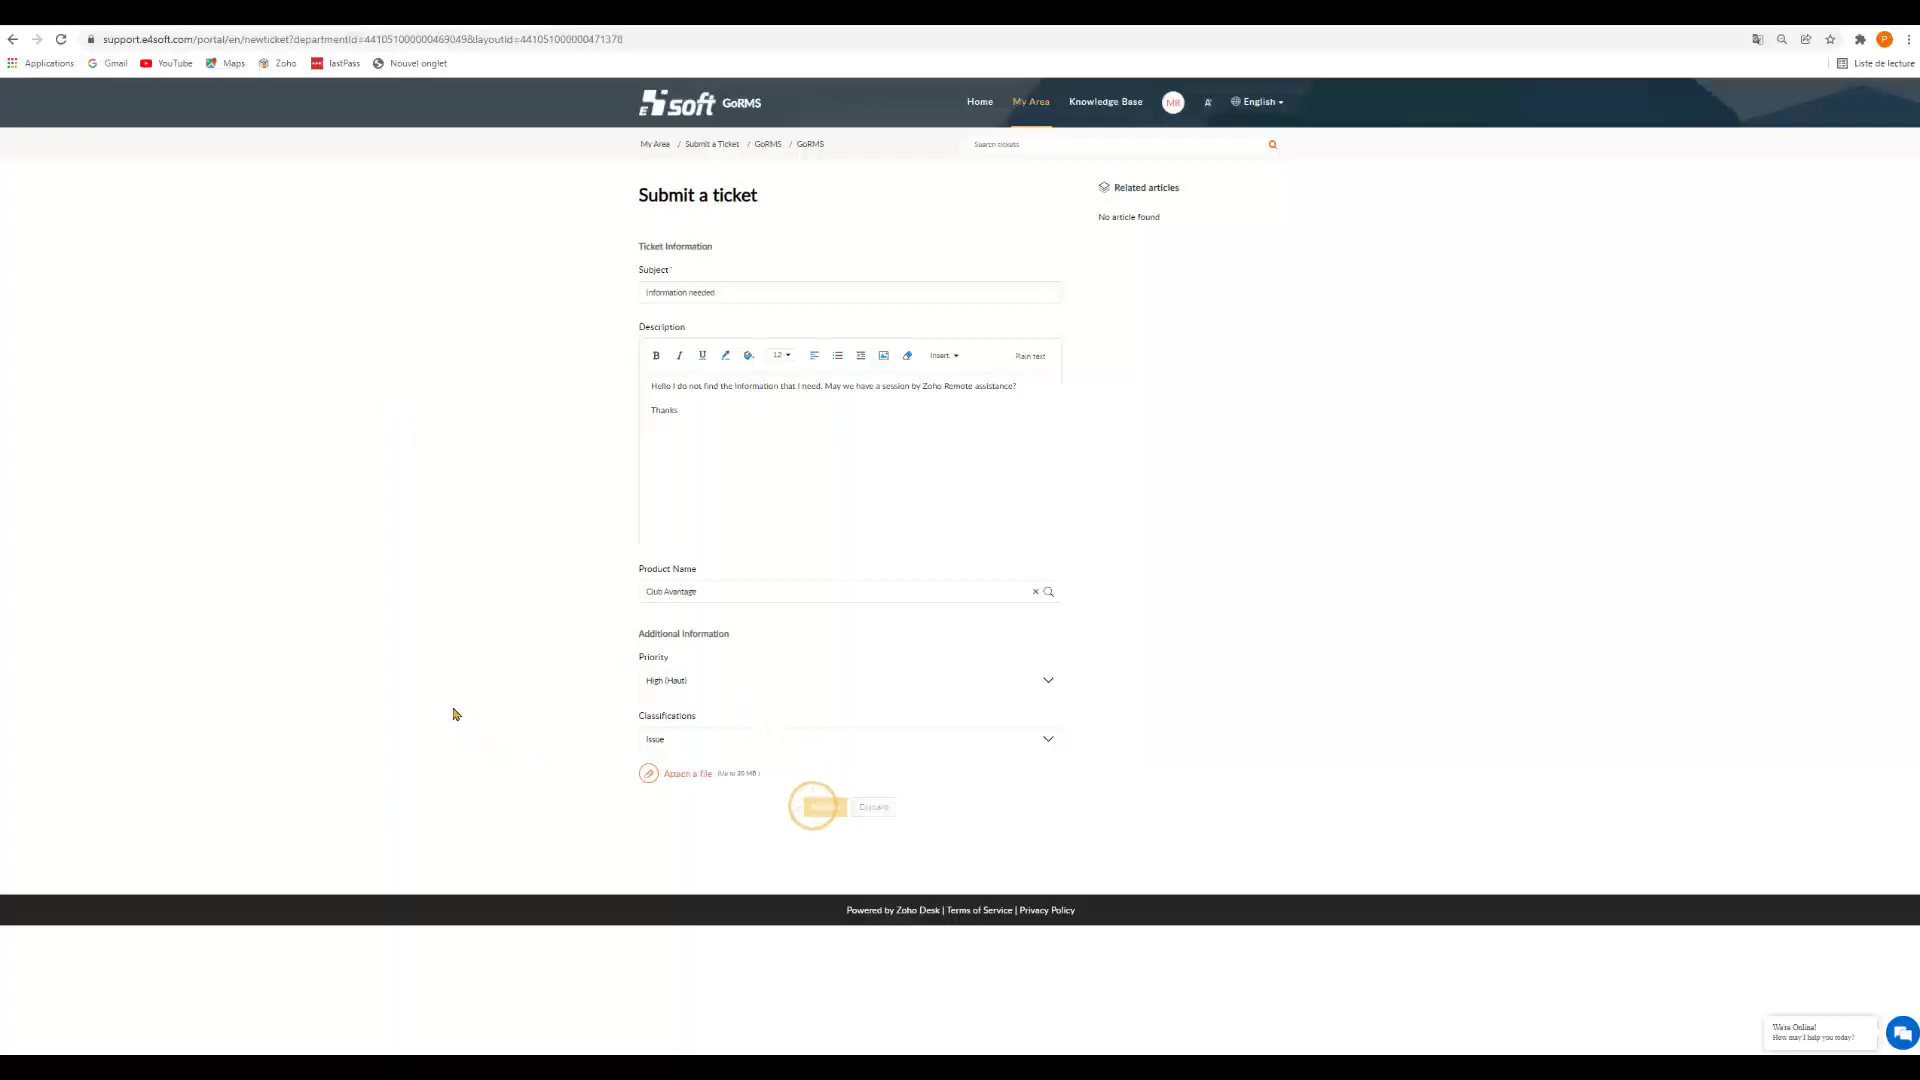 support.e4soft.com/portal/en/newticket?departmentId=441051000000469049&layoutId=441051000000471378
Applications Gmail YouTube Maps Zoho lastPass Nouvel onglet Liste de lecture
E soft GoRMS Home My Area Knowledge Base MR A English
My Area / Submit a Ticket / GoRMS / GoRMS Search tickets
Submit a ticket
Related articles
No article found
Ticket Information
Subject *
Information needed
Description
B I U 12 Insert Plain text
Hello I do not find the information that I need. May we have a session by Zoho Remote assistance?
Thanks
Product Name
Club Avantage
Additional Information
Priority
High (Haut)
Classifications
Issue
Attach a file (Up to 20 MB )
Discard
Powered by Zoho Desk | Terms of Service | Privacy Policy
We're Online!
How may I help you today?